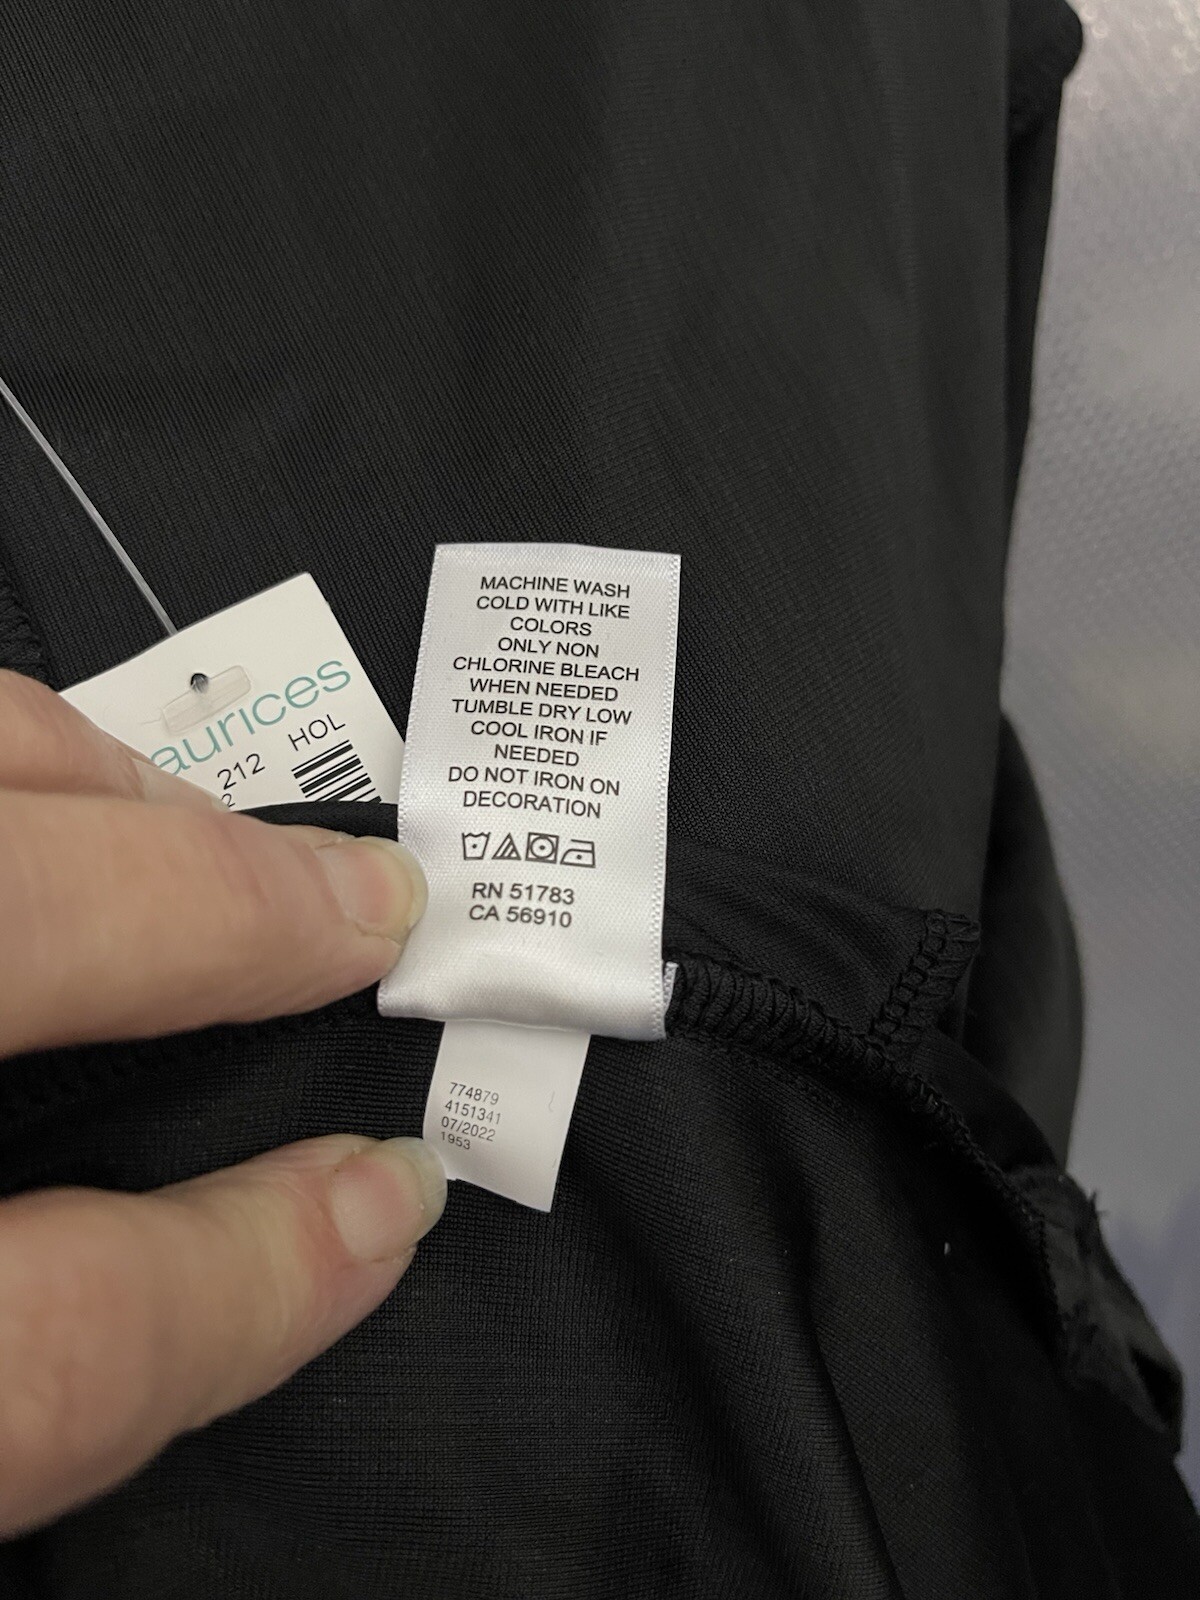 aurices
212 HOL
2
MACHINE WASH
COLD WITH LIKE
COLORS
ONLY NON
CHLORINE BLEACH
WHEN NEEDED
TUMBLE DRY LOW
COOL IRON IF
NEEDED
DO NOT IRON ON
DECORATION
RN 51783
CA 56910
774879
4151341
07/2022
1953